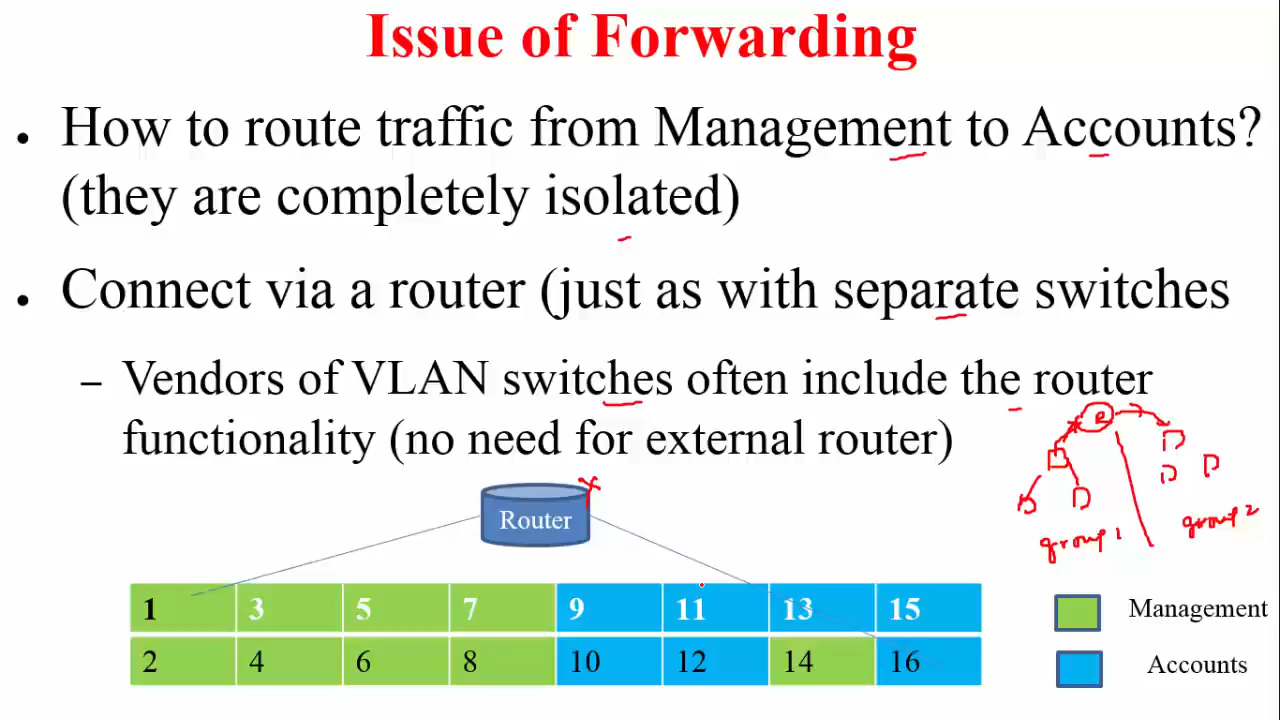 Issue of Forwarding
• How to route traffic from Management to Accounts?
(they are completely isolated)
• Connect via a router (just as with separate switches
– Vendors of VLAN switches often include the router
functionality (no need for external router)
R
group 1
group 2
Router
1 3 5 7 9 11 13 15
2 4 6 8 10 12 14 16
Management
Accounts